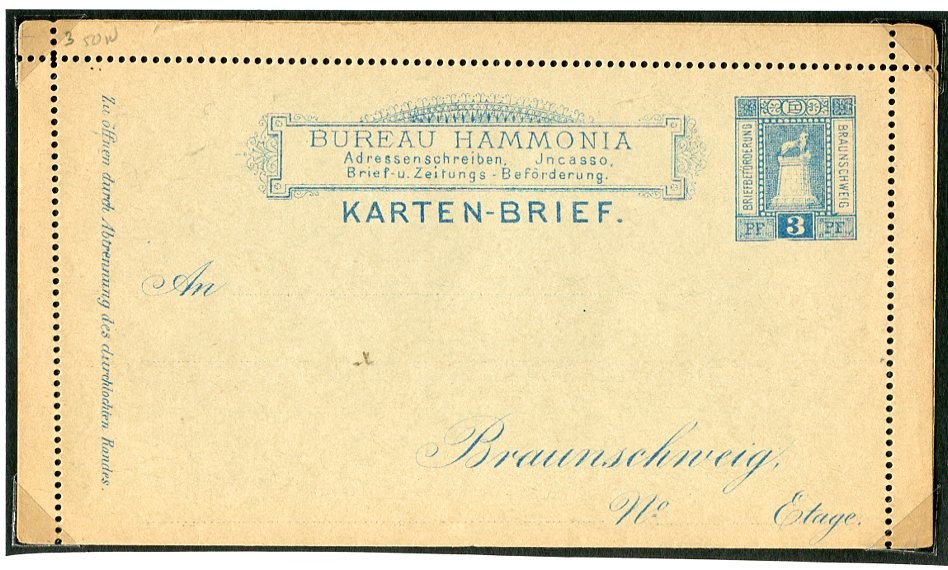 3 50N
BUREAU HAMMONIA
Adressenschreiben, Jncasso,
Brief-u. Zeitungs-Beförderung.
KARTEN-BRIEF.
BRIEFBEFÖRDERUNG
BRAUNSCHWEIG
PF 3 PF.
Zu öffnen durch Abtrennung des durchlochten Randes.
An
Braunschweig,
No Etage.